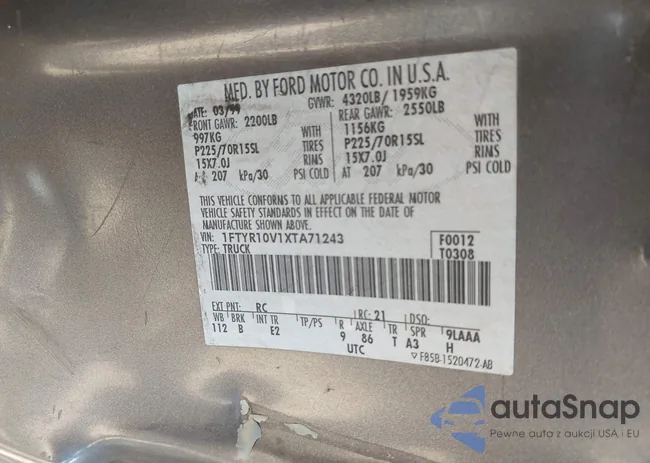 MFD. BY FORD MOTOR CO. IN U.S.A.
DATE: 03/99 GVWR: 4320LB/ 1959KG
FRONT GAWR: 2200LB REAR GAWR: 2550LB
997KG WITH 1156KG WITH
P225/70R15SL TIRES P225/70R15SL TIRES
15X7.0J RIMS 15X7.0J RIMS
AT 207 kPa/30 PSI COLD AT 207 kPa/30 PSI COLD
THIS VEHICLE CONFORMS TO ALL APPLICABLE FEDERAL MOTOR
VEHICLE SAFETY STANDARDS IN EFFECT ON THE DATE OF
MANUFACTURE SHOWN ABOVE.
VIN: 1FTYR10V1XTA71243 F0012
TYPE: TRUCK T0308
EXT PNT: RC RC: 21 DSO:
WB BRK INT TR TP/PS R AXLE TR SPR 9LAAA
112 B E2 9 86 T A3 H
UTC ▽F85B-1520472-AB
autaSnap
Pewne auta z aukcji USA i EU